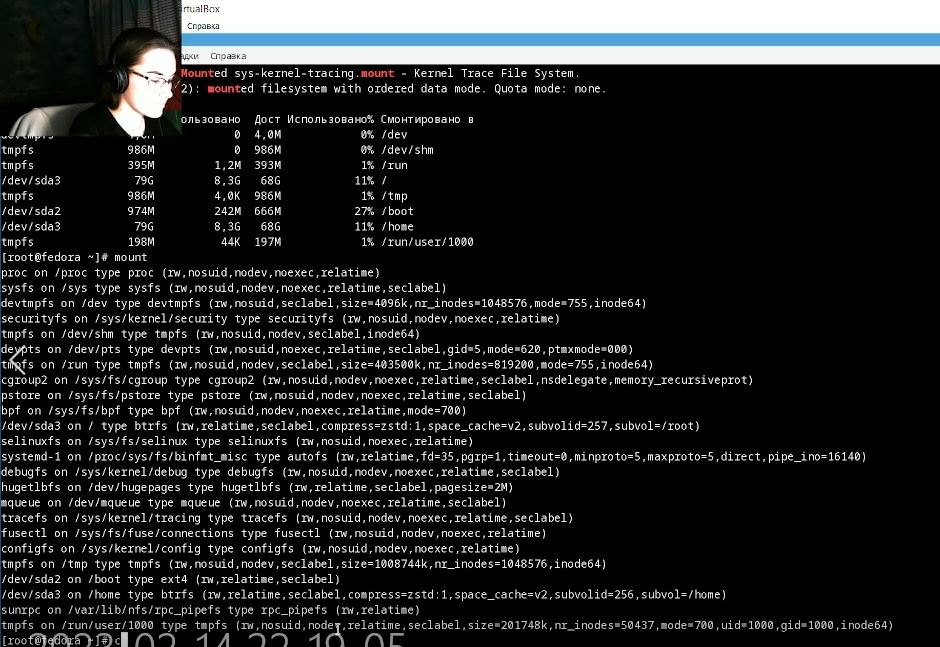 rtualBox
Справка
адки Справка
Mounted sys-kernel-tracing.mount - Kernel Trace File System.
2): mounted filesystem with ordered data mode. Quota mode: none.
ользовано Дост Использовано% Смонтировано в
devtmpfs 4,0M 0 4,0M 0% /dev
tmpfs 986M 0 986M 0% /dev/shm
tmpfs 395M 1,2M 393M 1% /run
/dev/sda3 79G 8,3G 68G 11% /
tmpfs 986M 4,0K 986M 1% /tmp
/dev/sda2 974M 242M 666M 27% /boot
/dev/sda3 79G 8,3G 68G 11% /home
tmpfs 198M 44K 197M 1% /run/user/1000
[root@fedora ~]# mount
proc on /proc type proc (rw,nosuid,nodev,noexec,relatime)
sysfs on /sys type sysfs (rw,nosuid,nodev,noexec,relatime,seclabel)
devtmpfs on /dev type devtmpfs (rw,nosuid,seclabel,size=4096k,nr_inodes=1048576,mode=755,inode64)
securityfs on /sys/kernel/security type securityfs (rw,nosuid,nodev,noexec,relatime)
tmpfs on /dev/shm type tmpfs (rw,nosuid,nodev,seclabel,inode64)
devpts on /dev/pts type devpts (rw,nosuid,noexec,relatime,seclabel,gid=5,mode=620,ptmxmode=000)
tmpfs on /run type tmpfs (rw,nosuid,nodev,seclabel,size=403500k,nr_inodes=819200,mode=755,inode64)
cgroup2 on /sys/fs/cgroup type cgroup2 (rw,nosuid,nodev,noexec,relatime,seclabel,nsdelegate,memory_recursiveprot)
pstore on /sys/fs/pstore type pstore (rw,nosuid,nodev,noexec,relatime,seclabel)
bpf on /sys/fs/bpf type bpf (rw,nosuid,nodev,noexec,relatime,mode=700)
/dev/sda3 on / type btrfs (rw,relatime,seclabel,compress=zstd:1,space_cache=v2,subvolid=257,subvol=/root)
selinuxfs on /sys/fs/selinux type selinuxfs (rw,nosuid,noexec,relatime)
systemd-1 on /proc/sys/fs/binfmt_misc type autofs (rw,relatime,fd=35,pgrp=1,timeout=0,minproto=5,maxproto=5,direct,pipe_ino=16140)
debugfs on /sys/kernel/debug type debugfs (rw,nosuid,nodev,noexec,relatime,seclabel)
hugetlbfs on /dev/hugepages type hugetlbfs (rw,relatime,seclabel,pagesize=2M)
mqueue on /dev/mqueue type mqueue (rw,nosuid,nodev,noexec,relatime,seclabel)
tracefs on /sys/kernel/tracing type tracefs (rw,nosuid,nodev,noexec,relatime,seclabel)
fusectl on /sys/fs/fuse/connections type fusectl (rw,nosuid,nodev,noexec,relatime)
configfs on /sys/kernel/config type configfs (rw,nosuid,nodev,noexec,relatime)
tmpfs on /tmp type tmpfs (rw,nosuid,nodev,seclabel,size=1008744k,nr_inodes=1048576,inode64)
/dev/sda2 on /boot type ext4 (rw,relatime,seclabel)
/dev/sda3 on /home type btrfs (rw,relatime,seclabel,compress=zstd:1,space_cache=v2,subvolid=256,subvol=/home)
sunrpc on /var/lib/nfs/rpc_pipefs type rpc_pipefs (rw,relatime)
tmpfs on /run/user/1000 type tmpfs (rw,nosuid,nodev,relatime,seclabel,size=201748k,nr_inodes=50437,mode=700,uid=1000,gid=1000,inode64)
[root@fedora ~]# c
2023-02-14 22-19-05